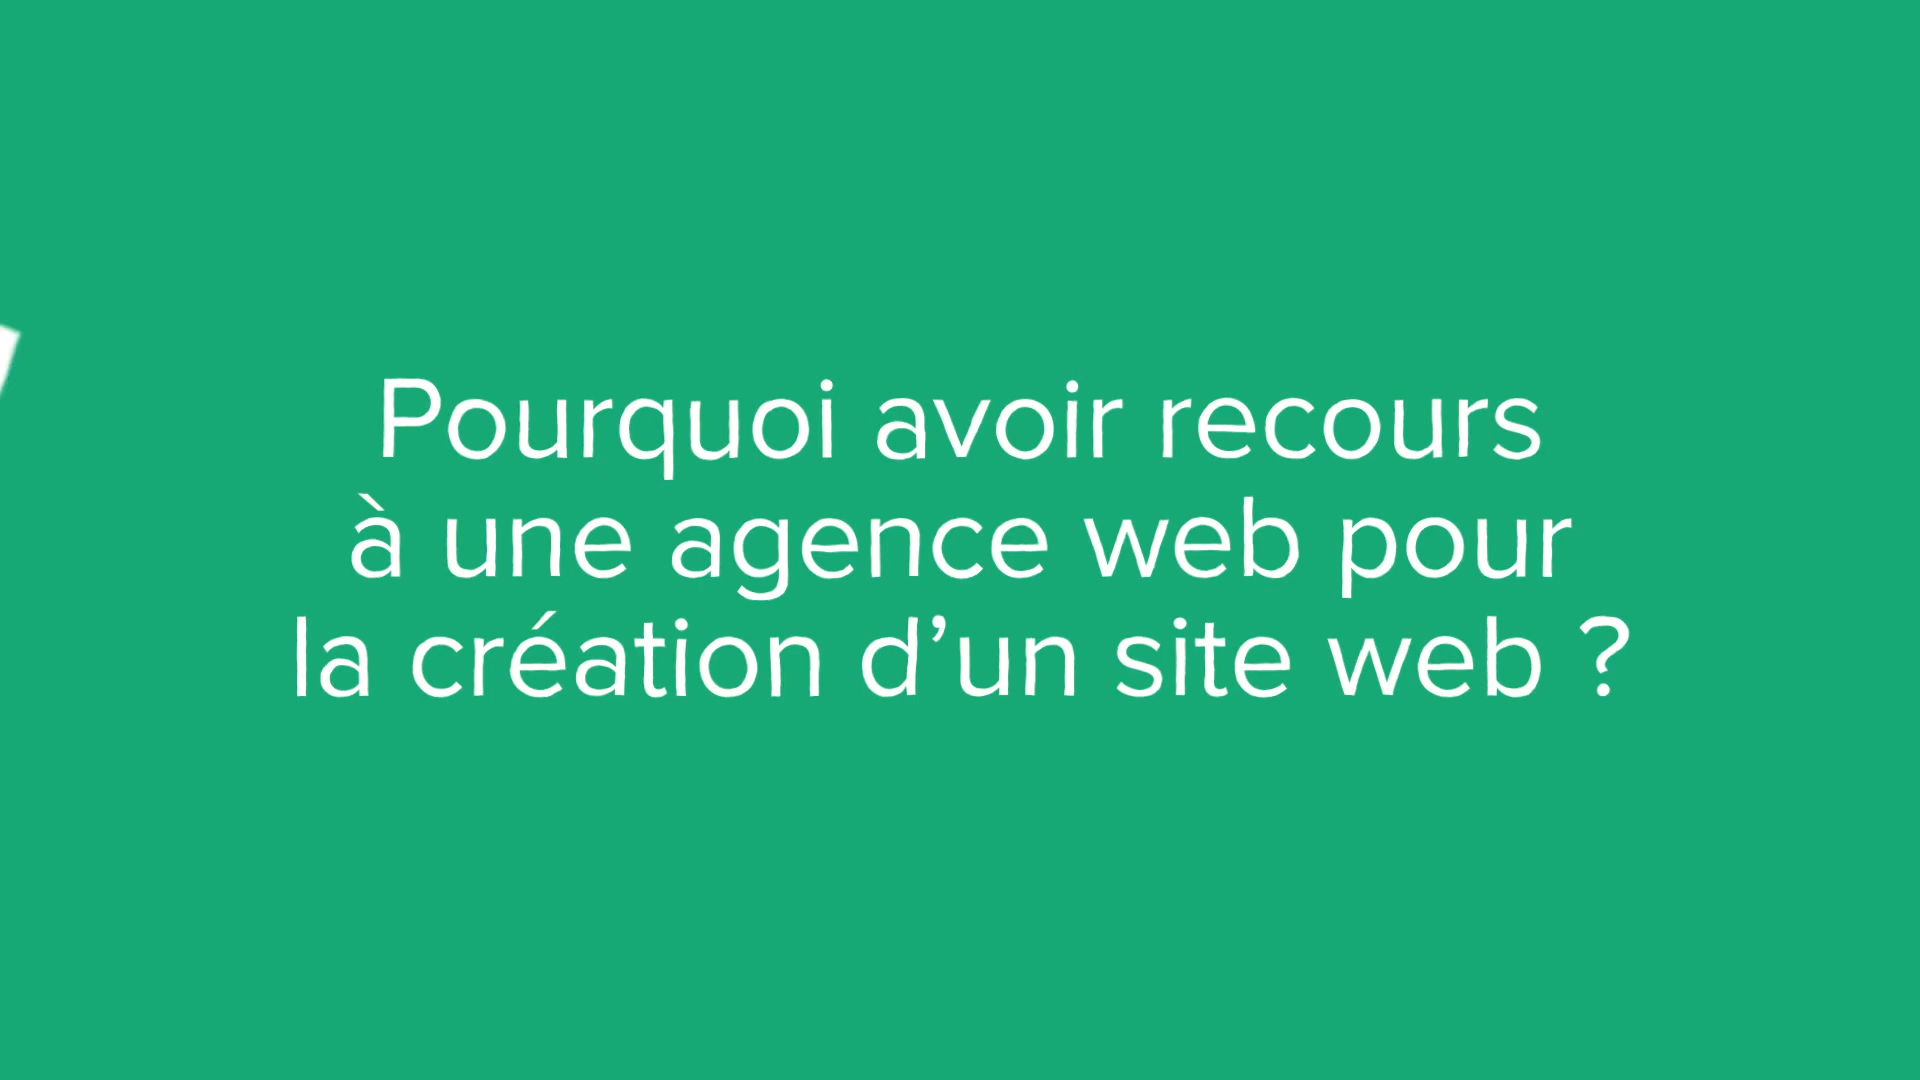 Pourquoi avoir recours
à une agence web pour
la création d’un site web ?